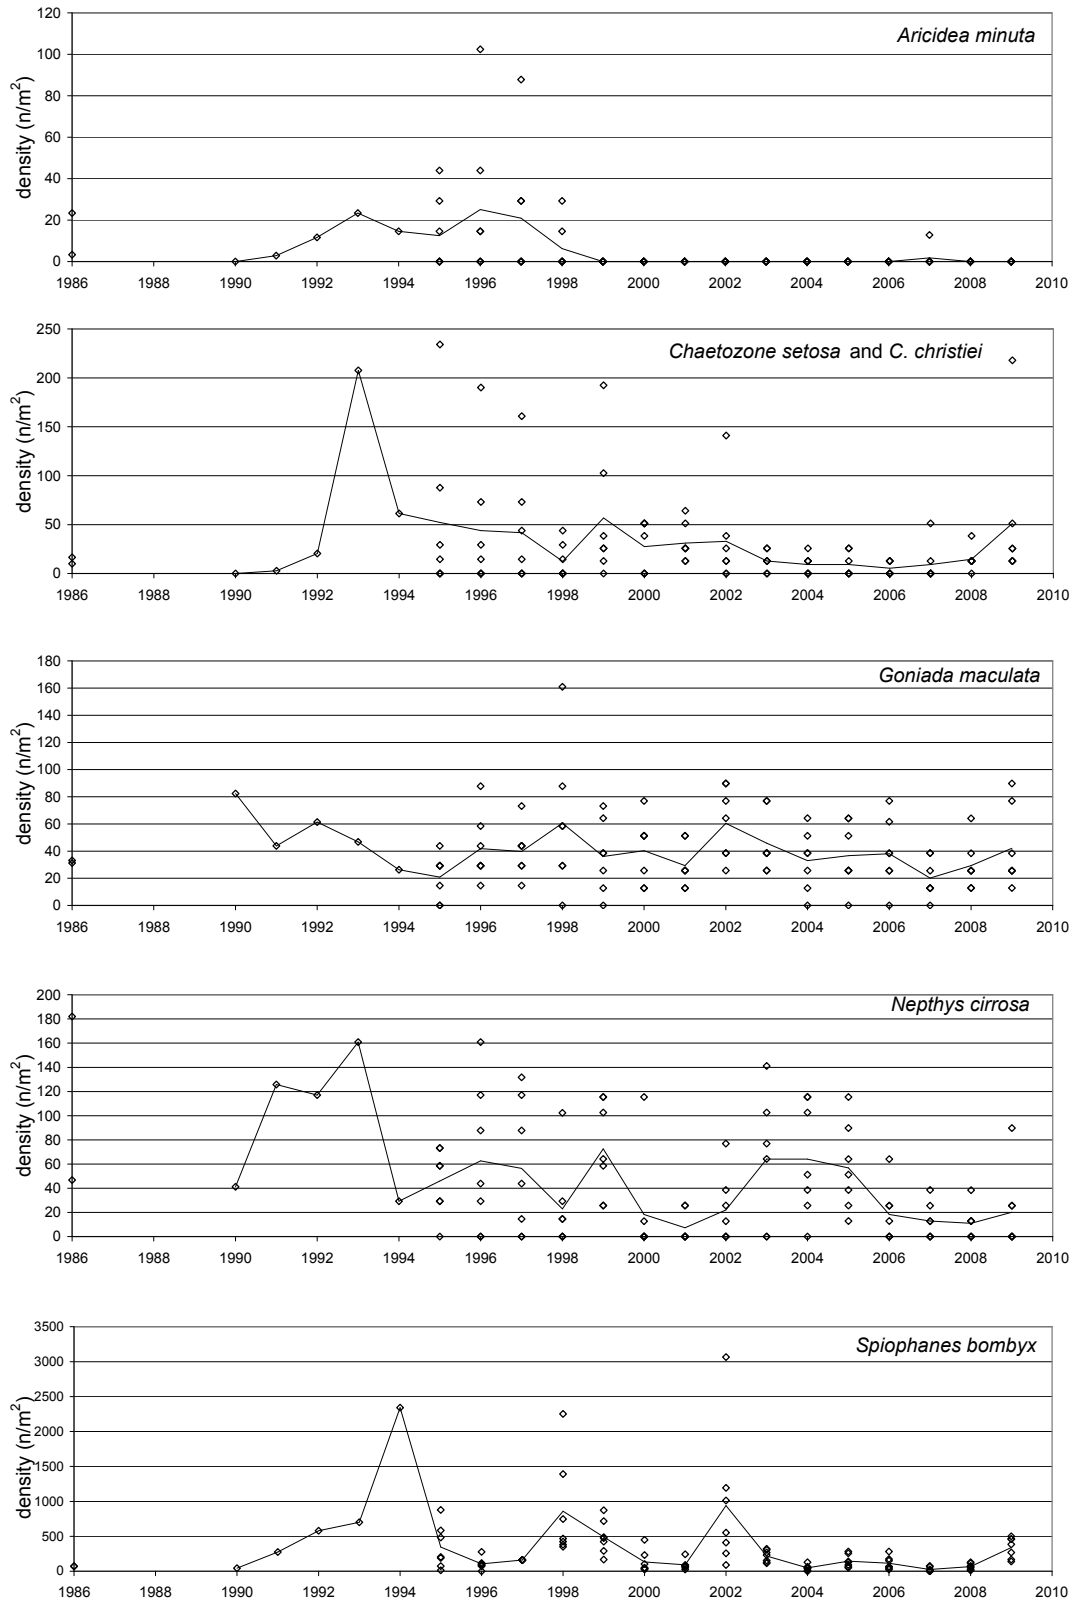 Aricidea minuta
density (n/m²)
120
100
80
60
40
20
0
1986 1988 1990 1992 1994 1996 1998 2000 2002 2004 2006 2008 2010
Chaetozone setosa and C. christiei
density (n/m²)
250
200
150
100
50
0
1986 1988 1990 1992 1994 1996 1998 2000 2002 2004 2006 2008 2010
Goniada maculata
density (n/m²)
180
160
140
120
100
80
60
40
20
0
1986 1988 1990 1992 1994 1996 1998 2000 2002 2004 2006 2008 2010
Nepthys cirrosa
density (n/m²)
200
180
160
140
120
100
80
60
40
20
0
1986 1988 1990 1992 1994 1996 1998 2000 2002 2004 2006 2008 2010
Spiophanes bombyx
density (n/m²)
3500
3000
2500
2000
1500
1000
500
0
1986 1988 1990 1992 1994 1996 1998 2000 2002 2004 2006 2008 2010